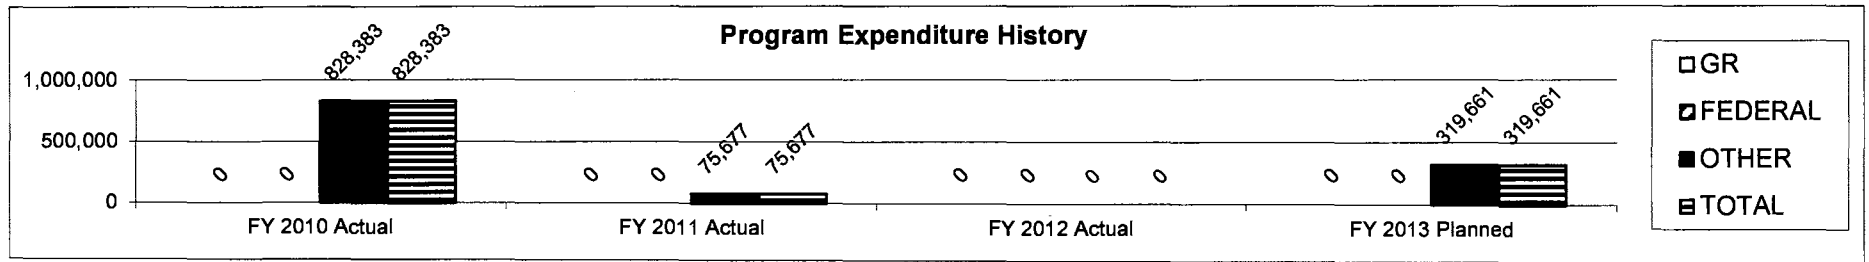 Program Expenditure History
828,383
828,383
1,000,000
500,000
0
0
0
0
0
75,677
75,677
0
0
0
0
0
0
319,661
319,661
FY 2010 Actual
FY 2011 Actual
FY 2012 Actual
FY 2013 Planned
GR
FEDERAL
OTHER
TOTAL